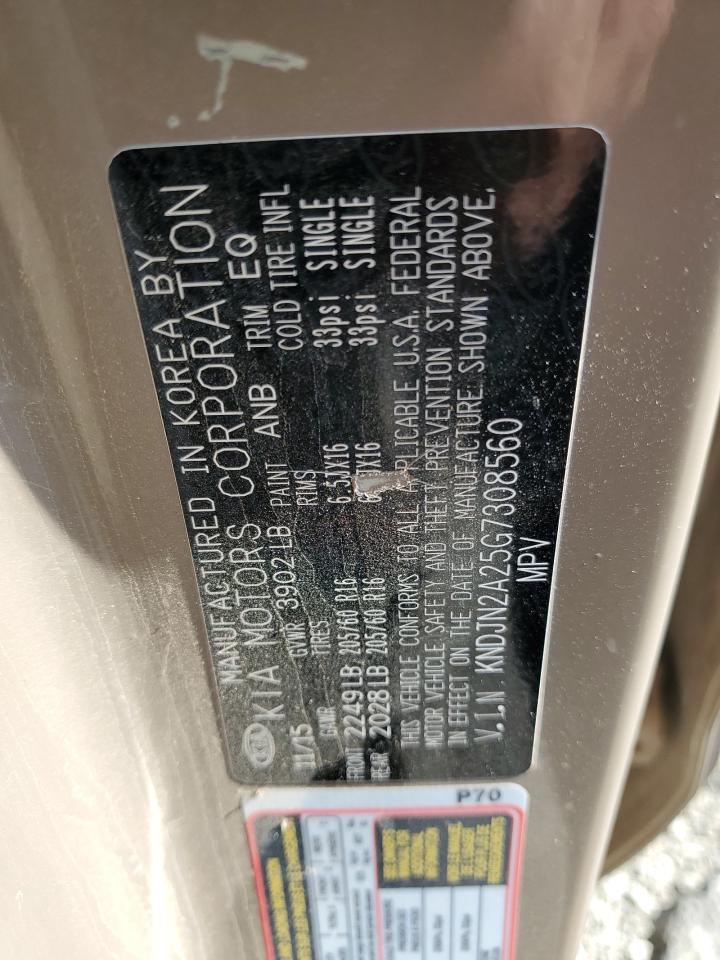 MANUFACTURED IN KOREA BY
KIA KIA MOTORS CORPORATION
11/15 GVWR 3902LB PAINT ANB TRIM EQ
GAWR TIRES RIMS COLD TIRE INFL
FRONT 2249LB 205/60 R16 6.5JX16 33psi SINGLE
REAR 2028LB 205/60 R16 33psi SINGLE
THIS VEHICLE CONFORMS TO ALL APPLICABLE U.S.A. FEDERAL
MOTOR VEHICLE SAFETY AND THEFT PREVENTION STANDARDS
IN EFFECT ON THE DATE OF MANUFACTURE SHOWN ABOVE.
V.I.N KNDJN2A25G7308560
MPV
P70